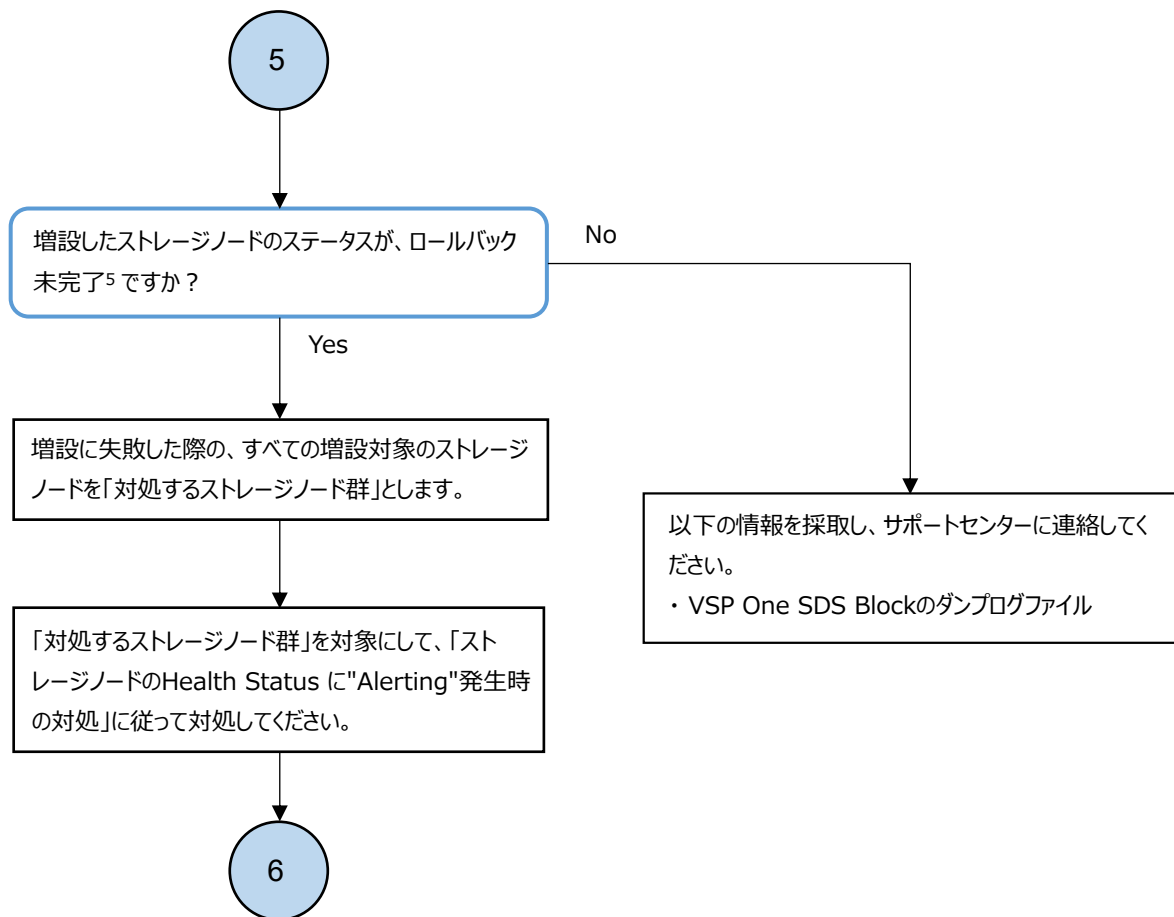 5
増設したストレージノードのステータスが、ロールバック
未完了5 ですか？
No
Yes
増設に失敗した際の、すべての増設対象のストレージ
ノードを「対処するストレージノード群」とします。
以下の情報を採取し、サポートセンターに連絡してく
ださい。
・ VSP One SDS Blockのダンプログファイル
「対処するストレージノード群」を対象にして、「スト
レージノードのHealth Status に"Alerting"発生時
の対処」に従って対処してください。
6